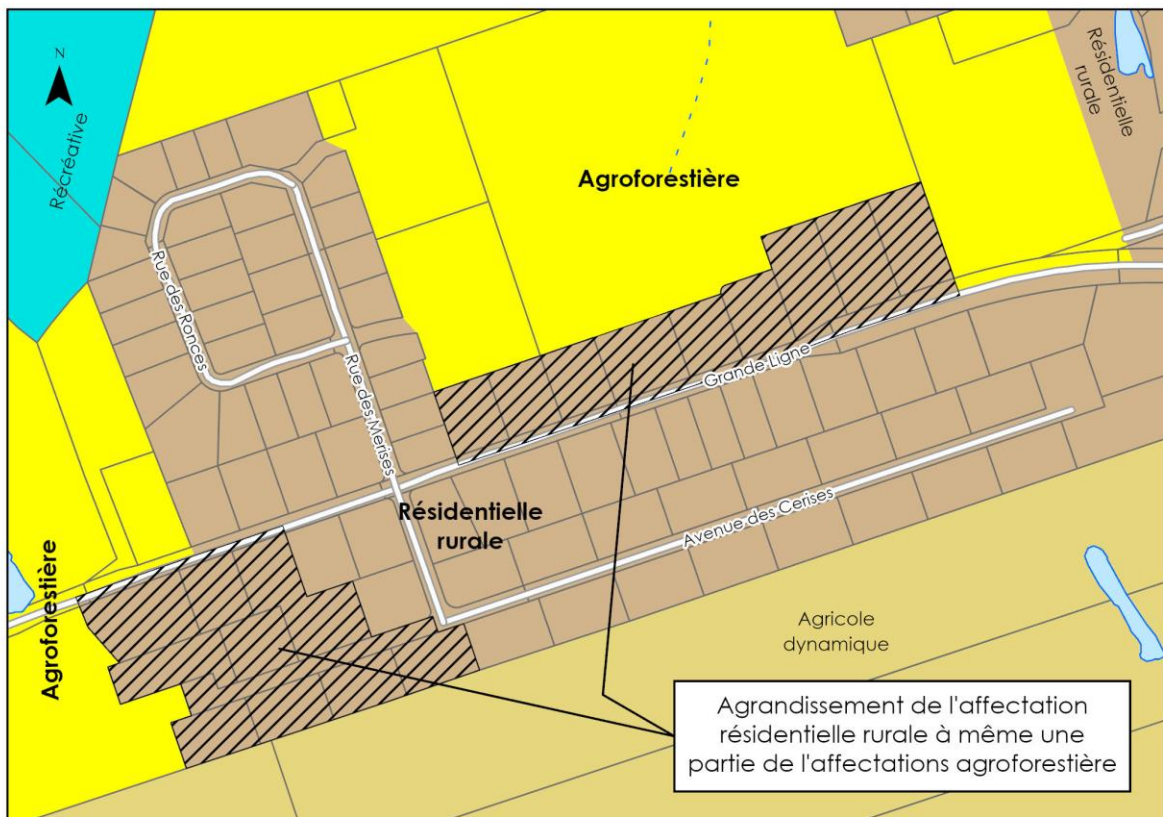 N
Récréative
Résidentielle
rurale
Agroforestière
Rue des Ronces
Rue des Merises
Grande Ligne
Résidentielle
rurale
Avenue des Cerises
Agroforestière
Agricole
dynamique
Agrandissement de l'affectation
résidentielle rurale à même une
partie de l'affectations agroforestière